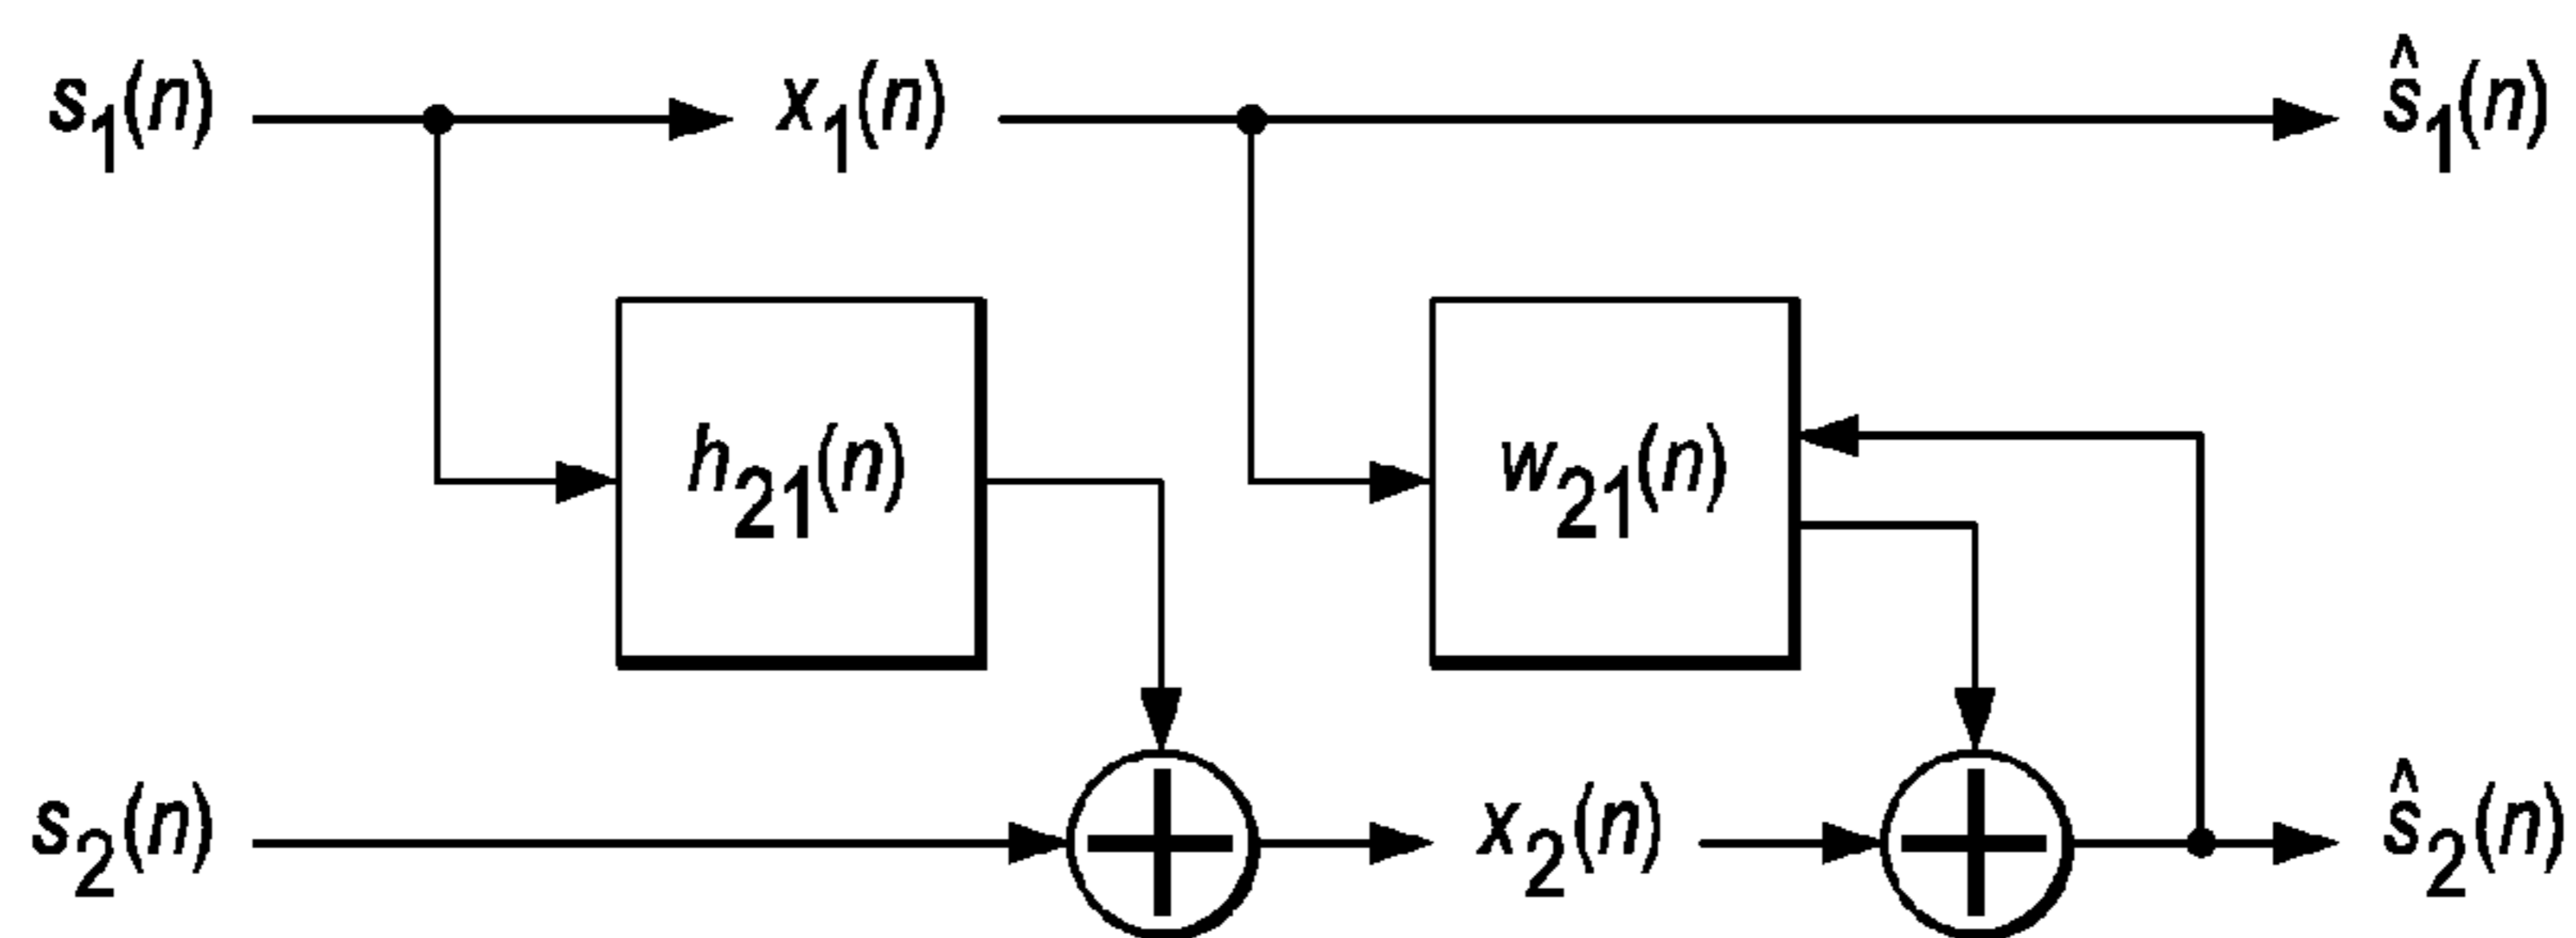 s₁(n) x₁(n) ŝ₁(n)
h₂₁(n) w₂₁(n)
s₂(n) x₂(n) ŝ₂(n)